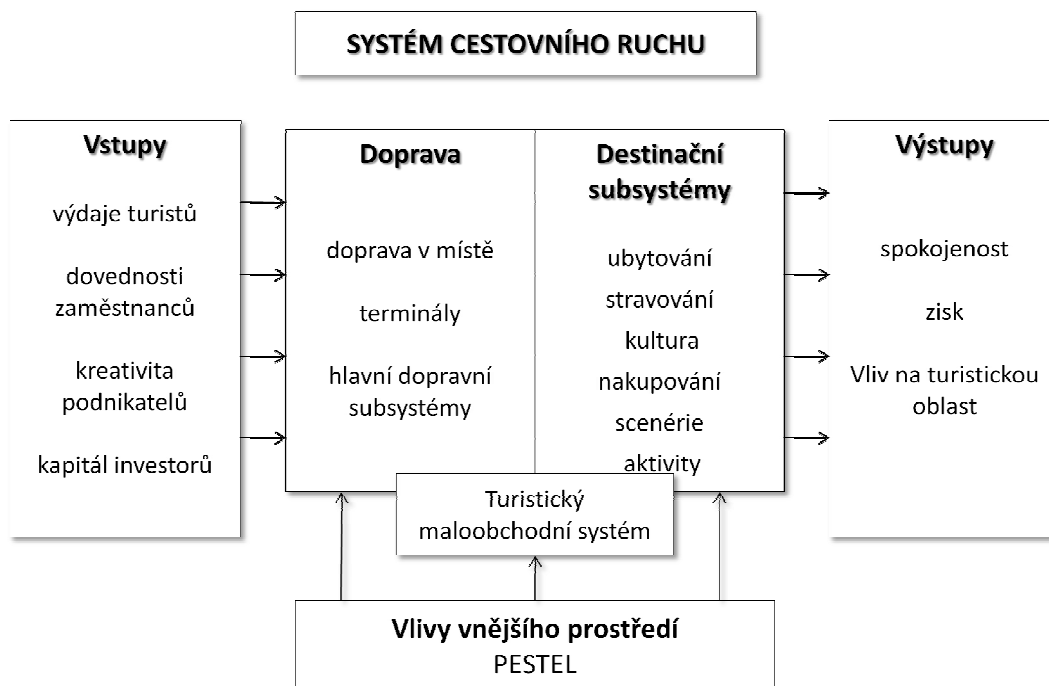 SYSTÉM CESTOVNÍHO RUCHU
Vstupy
výdaje turistů
dovednosti
zaměstnanců
kreativita
podnikatelů
kapitál investorů
Doprava
doprava v místě
terminály
hlavní dopravní
subsystémy
Destinační
subsystémy
ubytování
stravování
kultura
nakupování
scenérie
aktivity
Turistický
maloobchodní systém
Výstupy
spokojenost
zisk
Vliv na turistickou
oblast
Vlivy vnějšího prostředí
PESTEL